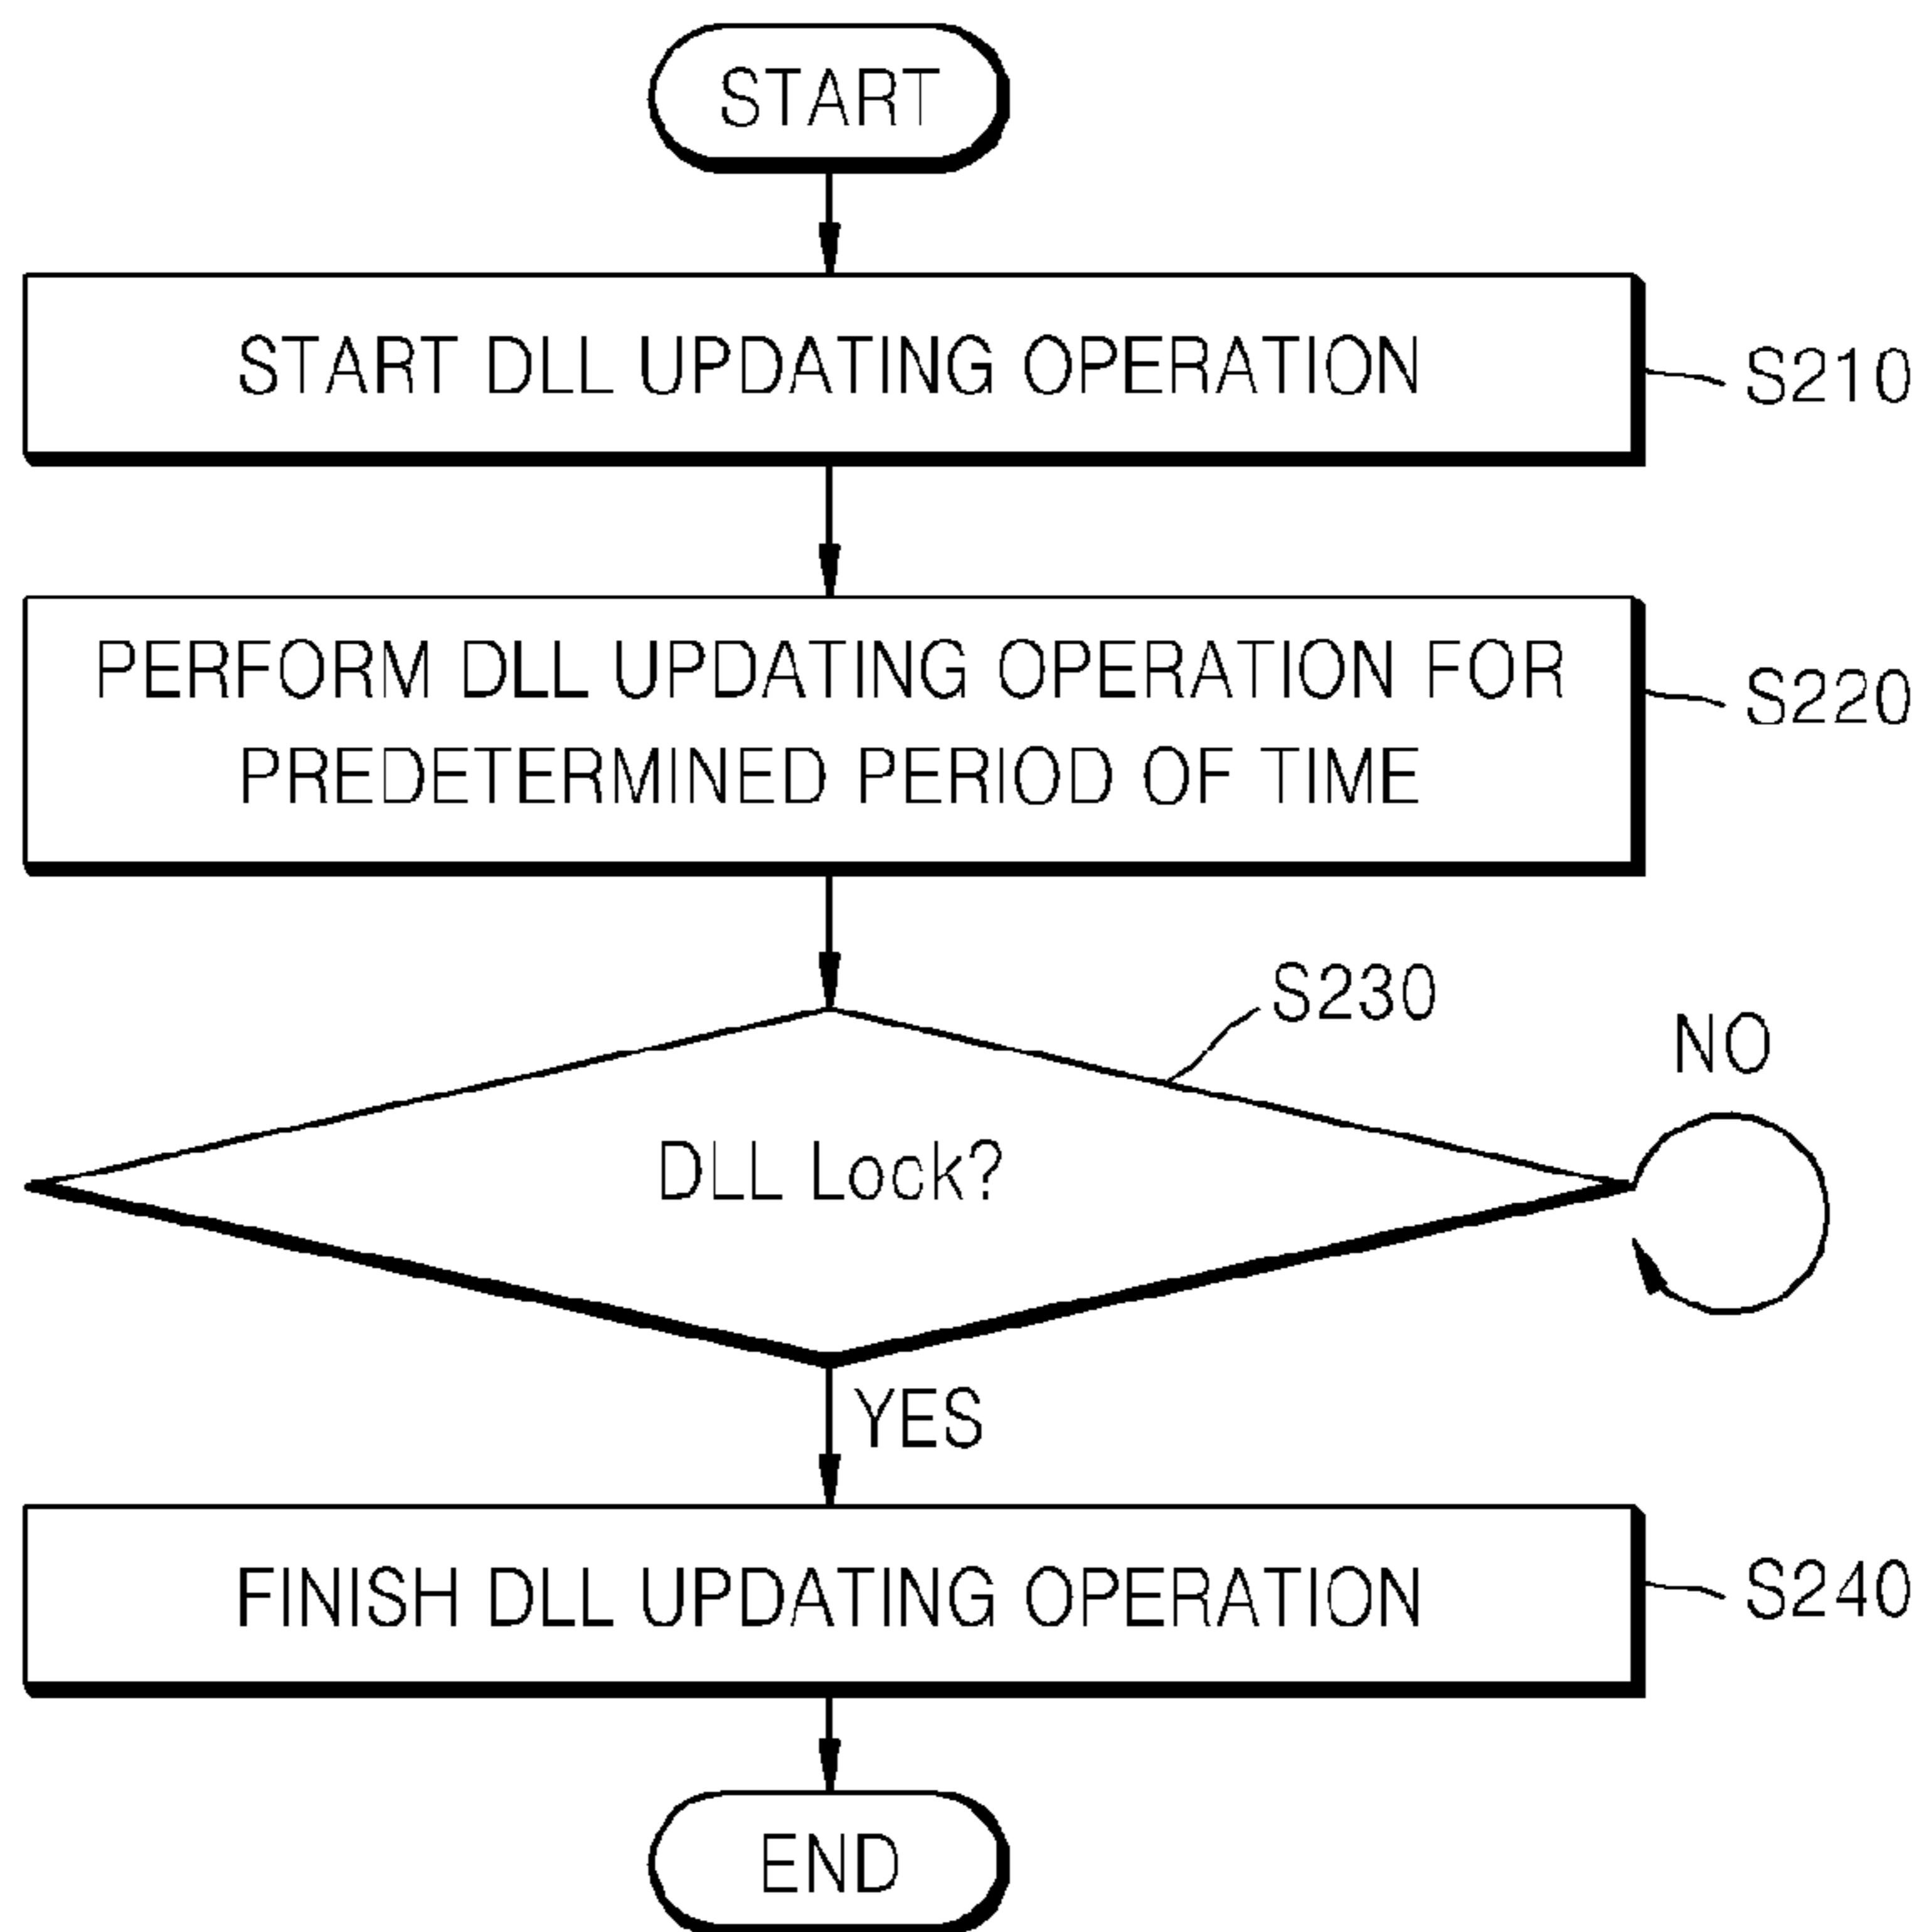 START
START DLL UPDATING OPERATION
S210
PERFORM DLL UPDATING OPERATION FOR
PREDETERMINED PERIOD OF TIME
S220
S230
NO
DLL Lock?
YES
FINISH DLL UPDATING OPERATION
S240
END